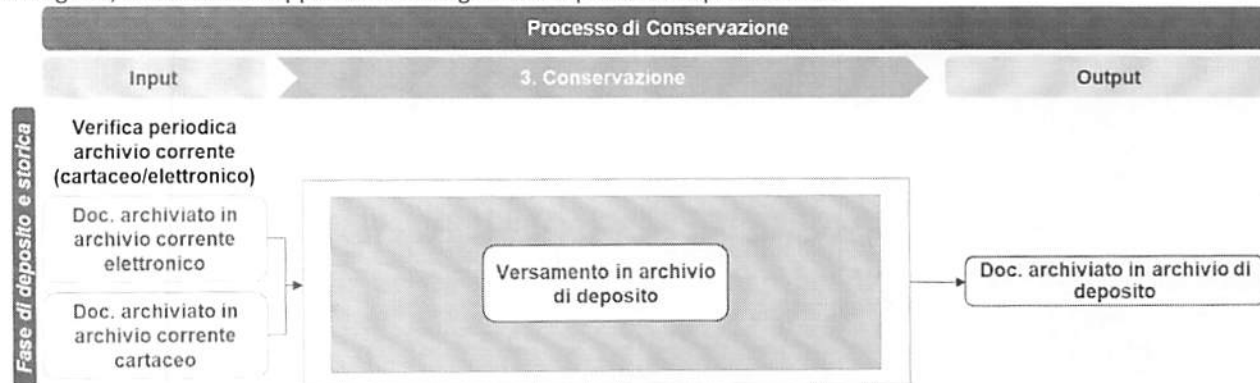 Processo di Conservazione
Input
3. Conservazione
Output
Fase di deposito e storica
Verifica periodica
archivio corrente
(cartaceo/elettronico)
Doc. archiviato in
archivio corrente
elettronico
Doc. archiviato in
archivio corrente
cartaceo
Versamento in archivio
di deposito
Doc. archiviato in archivio di
deposito